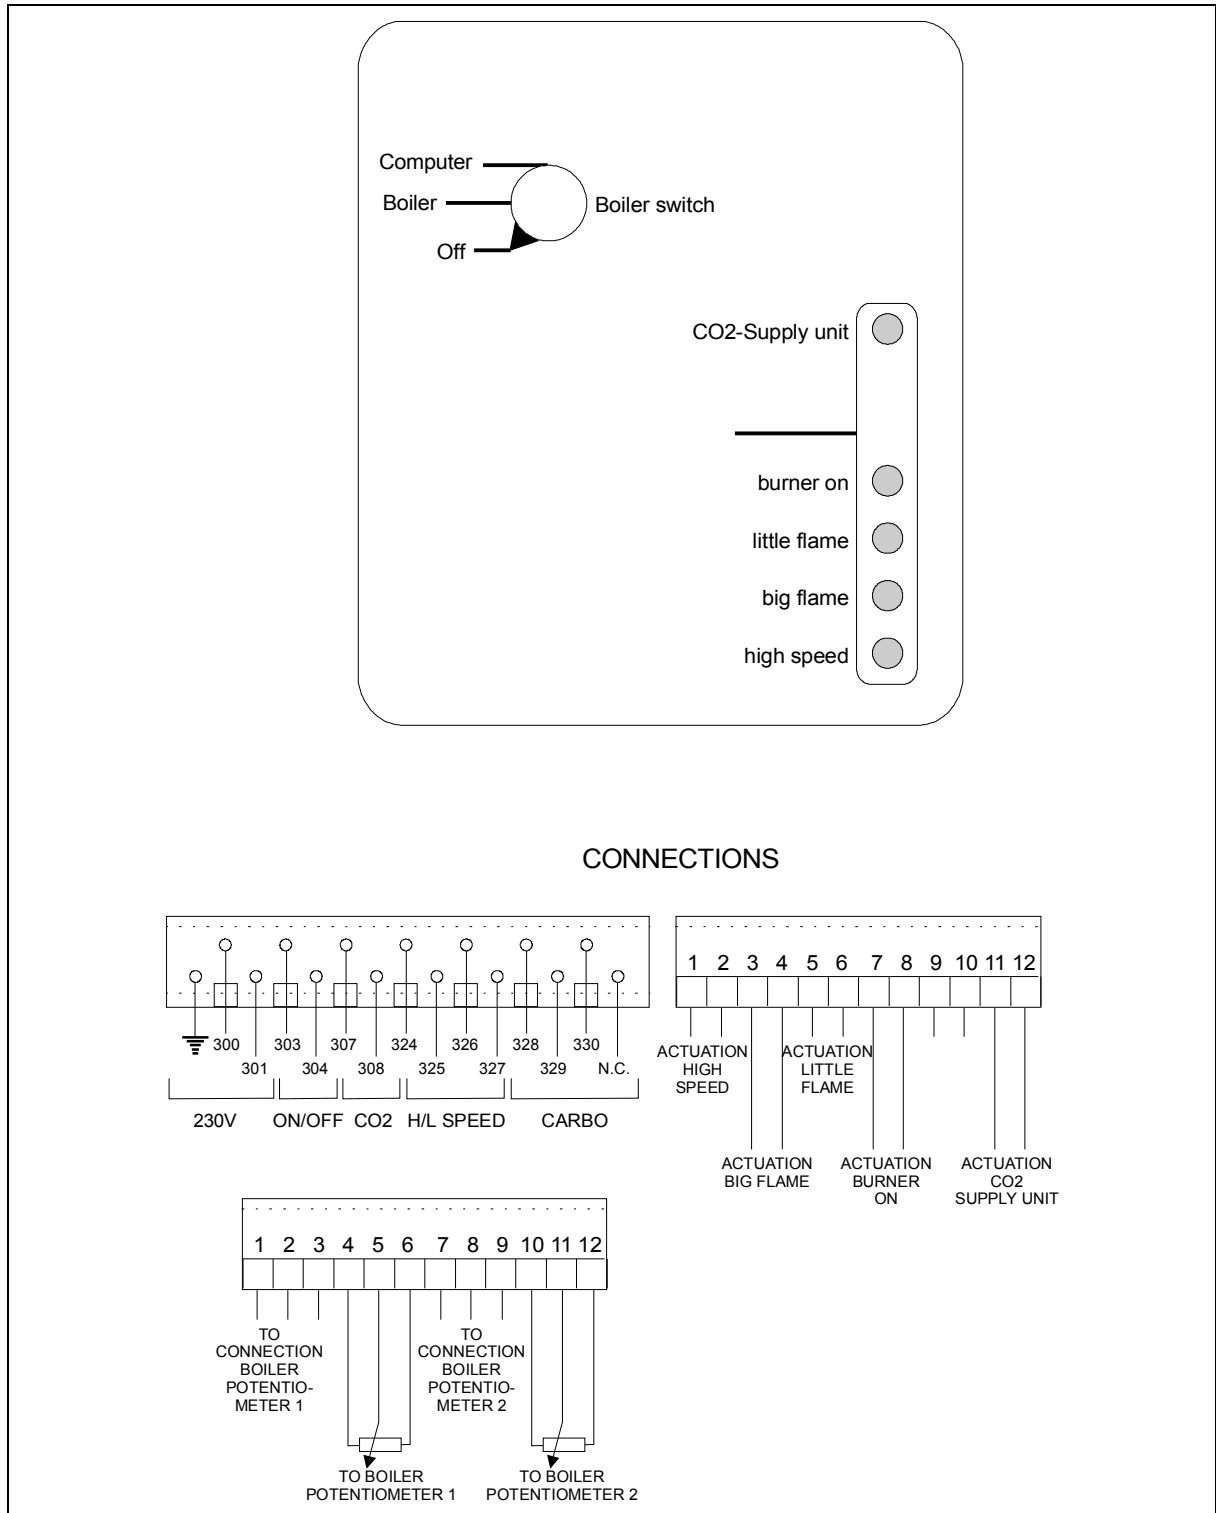 Computer
Boiler
Boiler switch
Off
CO2-Supply unit
burner on
little flame
big flame
high speed
CONNECTIONS
300 303 307 324 326 328 330
301 304 308 325 327 329 N.C.
230V ON/OFF CO2 H/L SPEED CARBO
1 2 3 4 5 6 7 8 9 10 11 12
ACTUATION
HIGH
SPEED
ACTUATION
LITTLE
FLAME
ACTUATION
BIG FLAME
ACTUATION
BURNER
ON
ACTUATION
CO2
SUPPLY UNIT
1 2 3 4 5 6 7 8 9 10 11 12
TO
CONNECTION
BOILER
POTENTIO-
METER 1
TO
CONNECTION
BOILER
POTENTIO-
METER 2
TO BOILER
POTENTIOMETER 1
TO BOILER
POTENTIOMETER 2